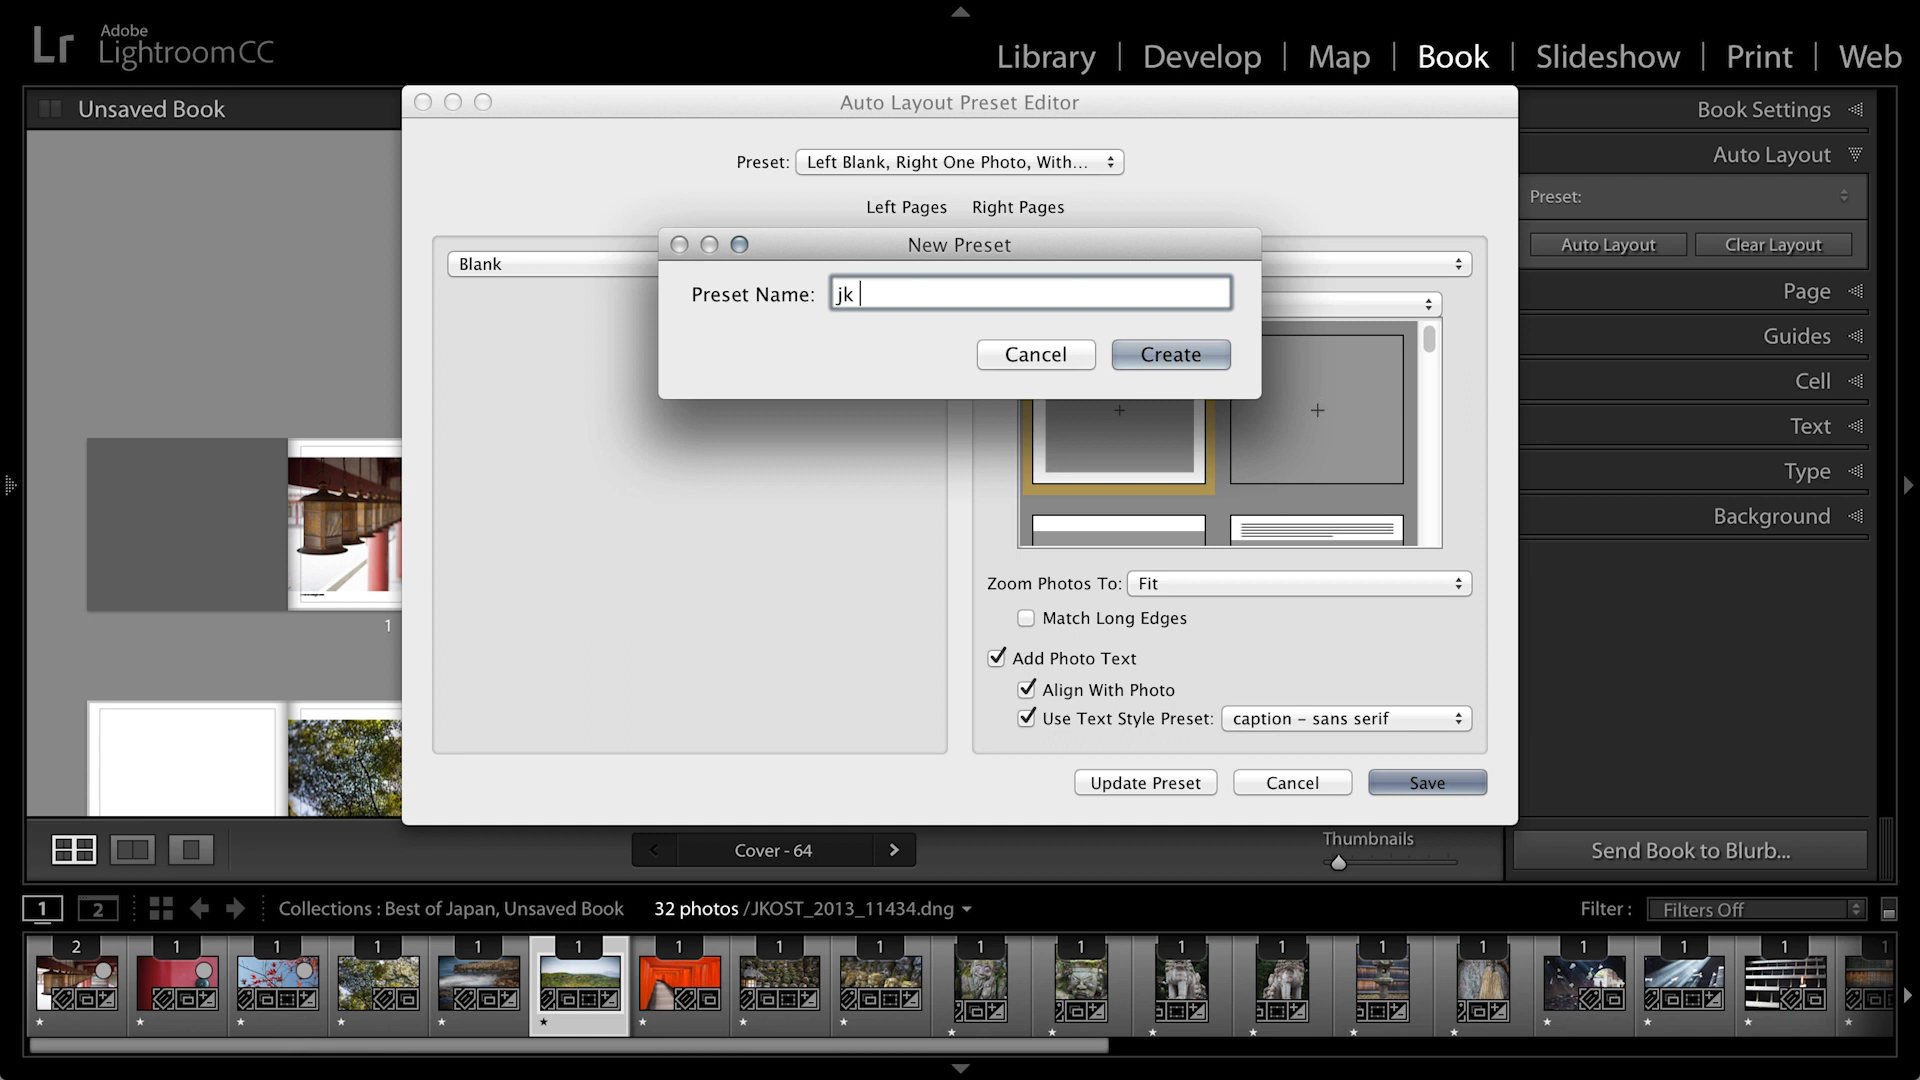 Lr Adobe
Lightroom CC
Library | Develop | Map | Book | Slideshow | Print | Web
Unsaved Book
Auto Layout Preset Editor
Preset: Left Blank, Right One Photo, With...
Left Pages Right Pages
Blank
New Preset
Preset Name: jk
Cancel Create
Zoom Photos To: Fit
Match Long Edges
Add Photo Text
Align With Photo
Use Text Style Preset: caption – sans serif
Update Preset Cancel Save
Book Settings
Auto Layout
Preset:
Auto Layout Clear Layout
Page
Guides
Cell
Text
Type
Background
1
Cover - 64
Thumbnails
Send Book to Blurb...
1 2 Collections : Best of Japan, Unsaved Book 32 photos /JKOST_2013_11434.dng Filter : Filters Off
2 1 1 1 1 1 1 1 1 1 1 1 1 1 1 1 1 1 1